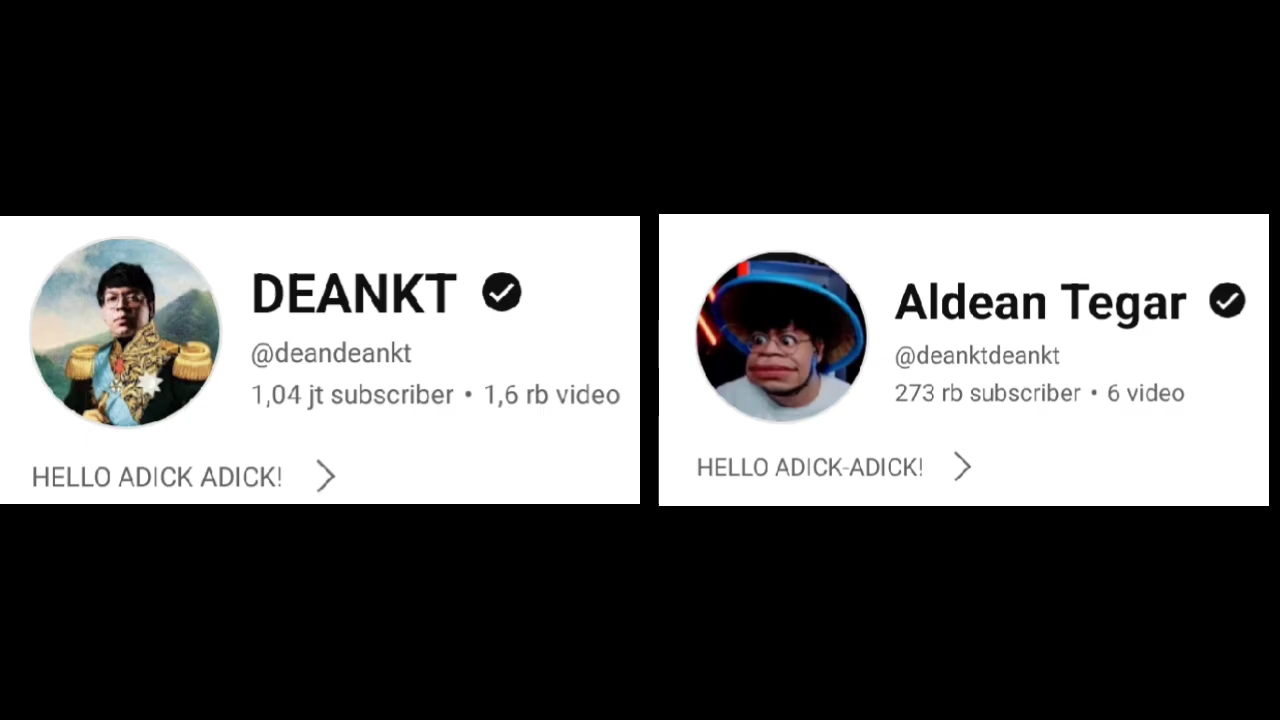 DEANKT
@deandeankt
1,04 jt subscriber • 1,6 rb video
HELLO ADICK ADICK!
Aldean Tegar
@deanktdeankt
273 rb subscriber • 6 video
HELLO ADICK-ADICK!